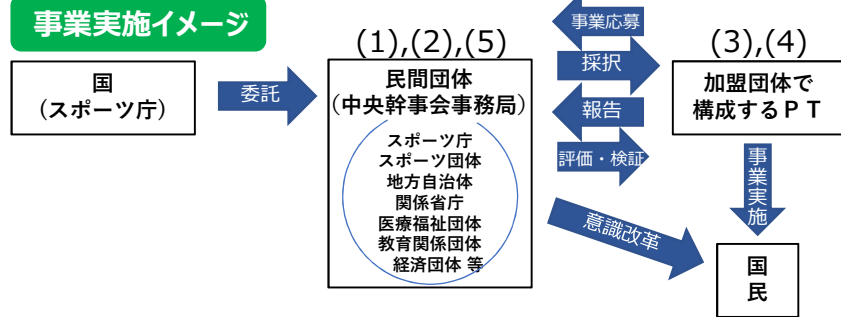 事業実施イメージ
国
(スポーツ庁)
委託
(1),(2),(5)
民間団体
(中央幹事会事務局)
スポーツ庁
スポーツ団体
地方自治体
関係省庁
医療福祉団体
教育関係団体
経済団体 等
事業応募
採択
報告
評価・検証
意識改革
(3),(4)
加盟団体で
構成するPT
事業実施
国
民